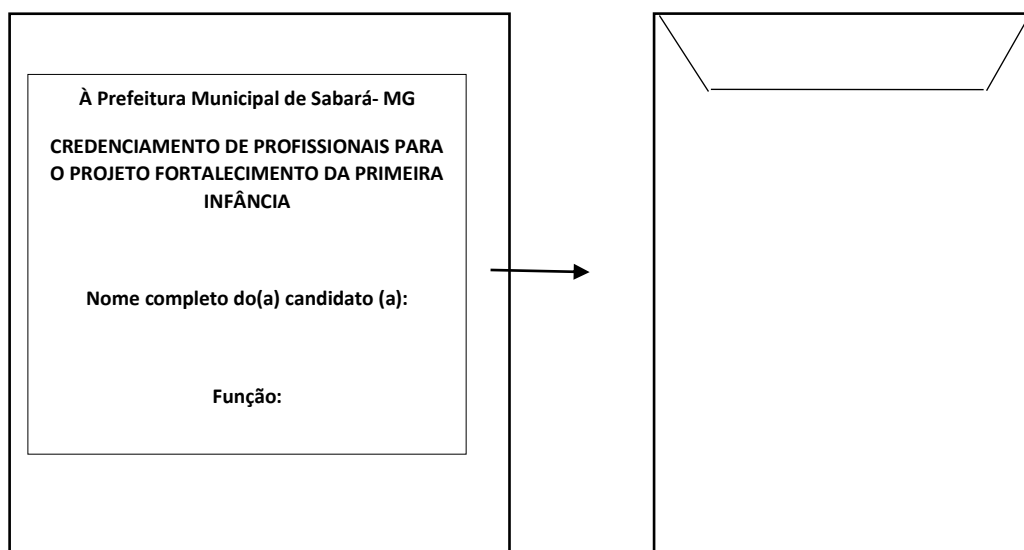 À Prefeitura Municipal de Sabará- MG
CREDENCIAMENTO DE PROFISSIONAIS PARA
O PROJETO FORTALECIMENTO DA PRIMEIRA
INFÂNCIA
Nome completo do(a) candidato (a):
Função: